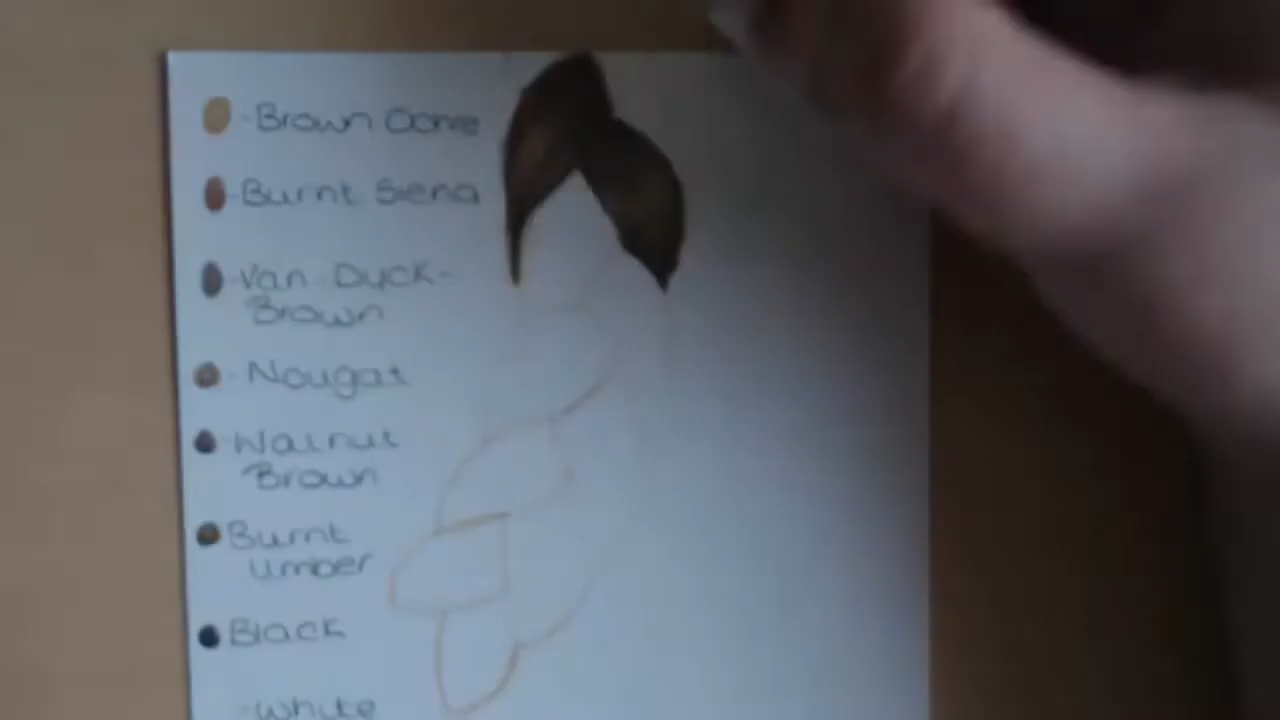 -Brown Ochre
-Burnt Siena
-Van Dyck-
Brown
-Nougat
Walnut
Brown
Burnt
Umber
Black
-White